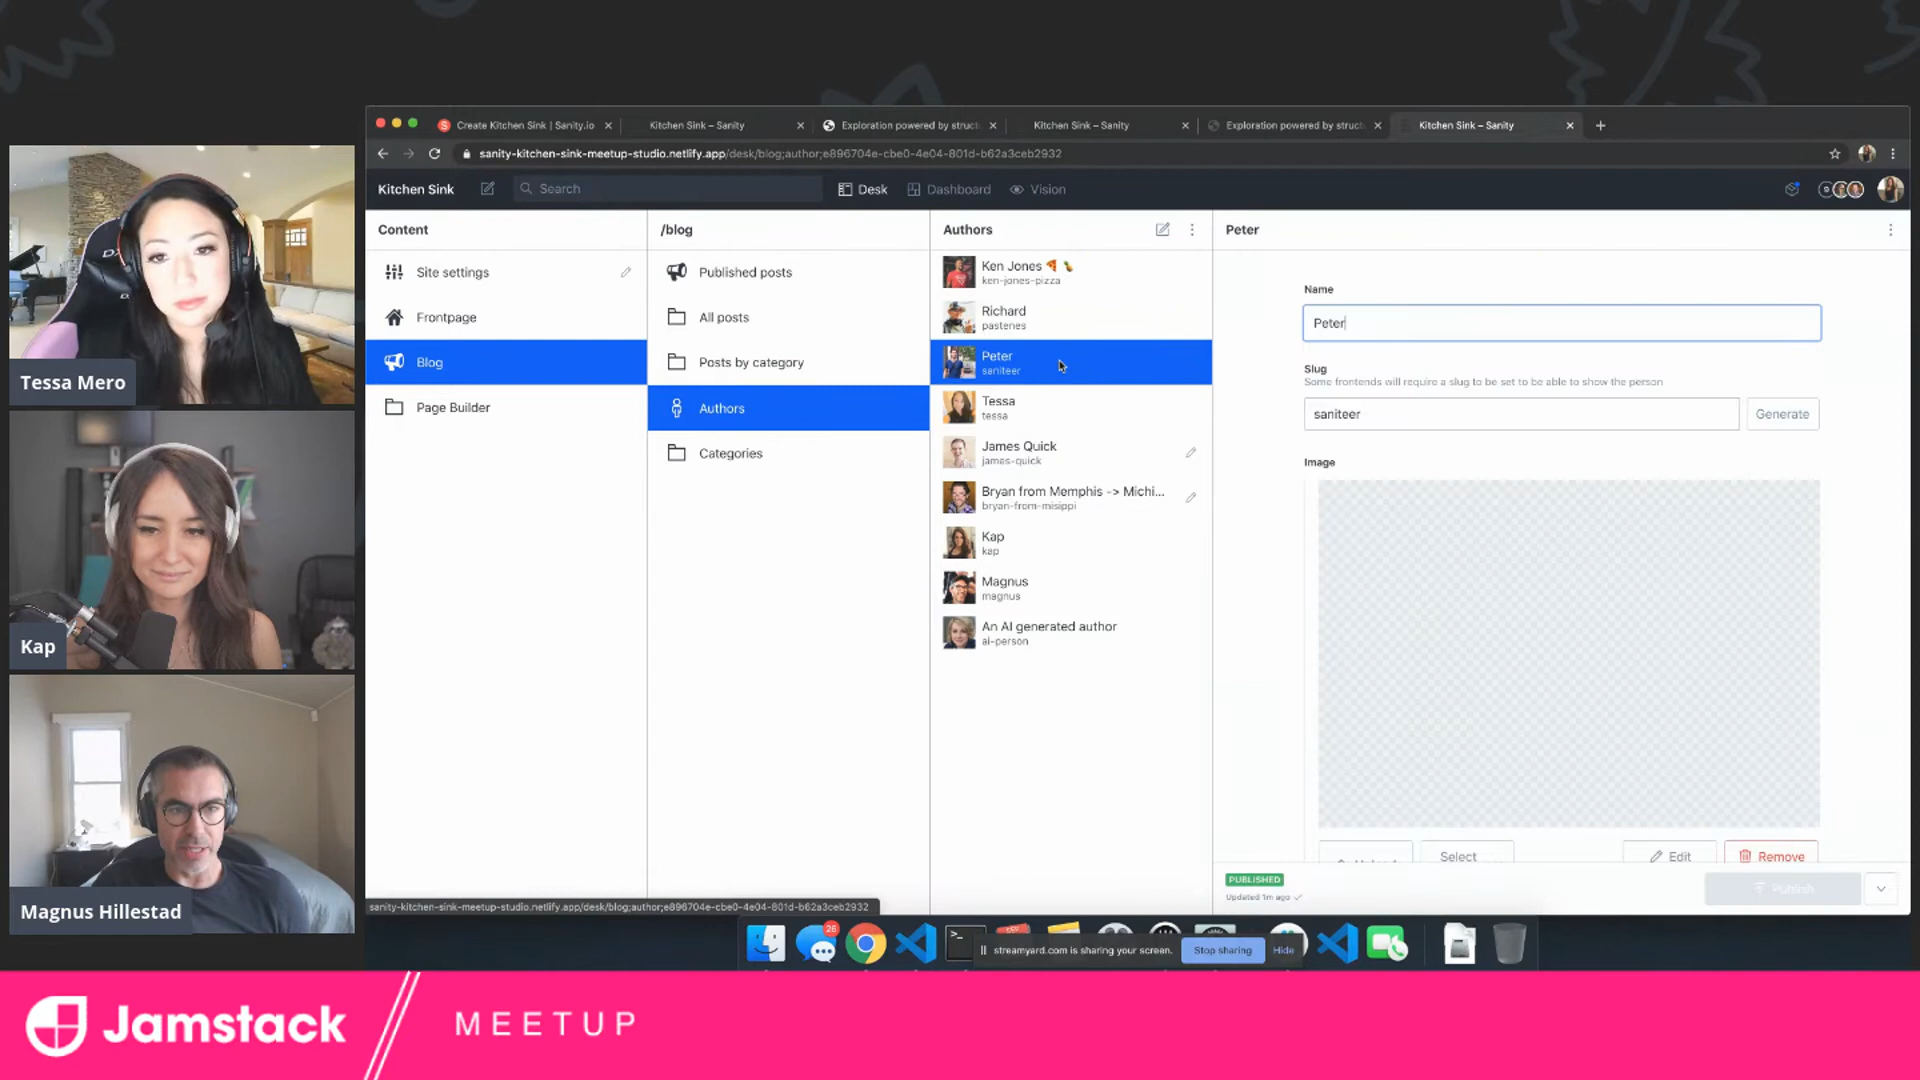 Create Kitchen Sink | Sanity.io
Kitchen Sink – Sanity
Exploration powered by struct
Kitchen Sink – Sanity
Exploration powered by struct
Kitchen Sink – Sanity
sanity-kitchen-sink-meetup-studio.netlify.app/desk/blog;author;e896704e-cbe0-4e04-801d-b62a3ceb2932
Kitchen Sink
Search
Desk
Dashboard
Vision
Content
/blog
Authors
Peter
Site settings
Frontpage
Blog
Page Builder
Published posts
All posts
Posts by category
Authors
Categories
Ken Jones 🍕 🍍
ken-jones-pizza
Richard
pastenes
Peter
saniteer
Tessa
tessa
James Quick
james-quick
Bryan from Memphis -> Michi...
bryan-from-misippi
Kap
kap
Magnus
magnus
An AI generated author
ai-person
Name
Peter
Slug
Some frontends will require a slug to be set to be able to show the person
saniteer
Generate
Image
Select
Edit
Remove
PUBLISHED
Updated 1m ago
Publish
sanity-kitchen-sink-meetup-studio.netlify.app/desk/blog;author;e896704e-cbe0-4e04-801d-b62a3ceb2932
26
streamyard.com is sharing your screen.
Stop sharing
Hide
Tessa Mero
Kap
Magnus Hillestad
Jamstack
MEETUP